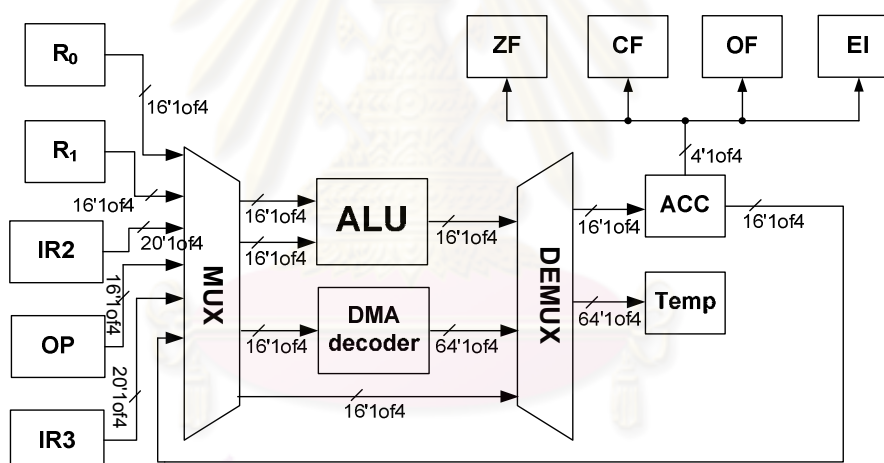 ZF
CF
OF
EI
R0
16'1of4
R1
16'1of4
4'1of4
IR2
20'1of4
16'1of4
ALU
16'1of4
16'1of4
16'1of4
ACC
16'1of4
MUX
DEMUX
OP
16'1of4
16'1of4
DMA
decoder
64'1of4
Temp
64'1of4
IR3
20'1of4
16'1of4